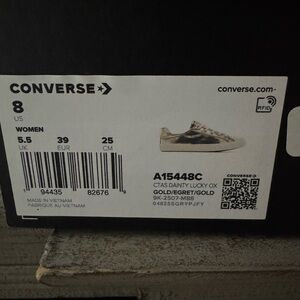 CONVERSE
converse.com
RFID
8
US
WOMEN
5.5 39 25
UK EUR CM
1 94435 82676
MADE IN VIETNAM
FABRIQUÉ AU VIETNAM
A15448C
CTAS DAINTY LUCKY OX
GOLD/EGRET/GOLD
CONVERSE